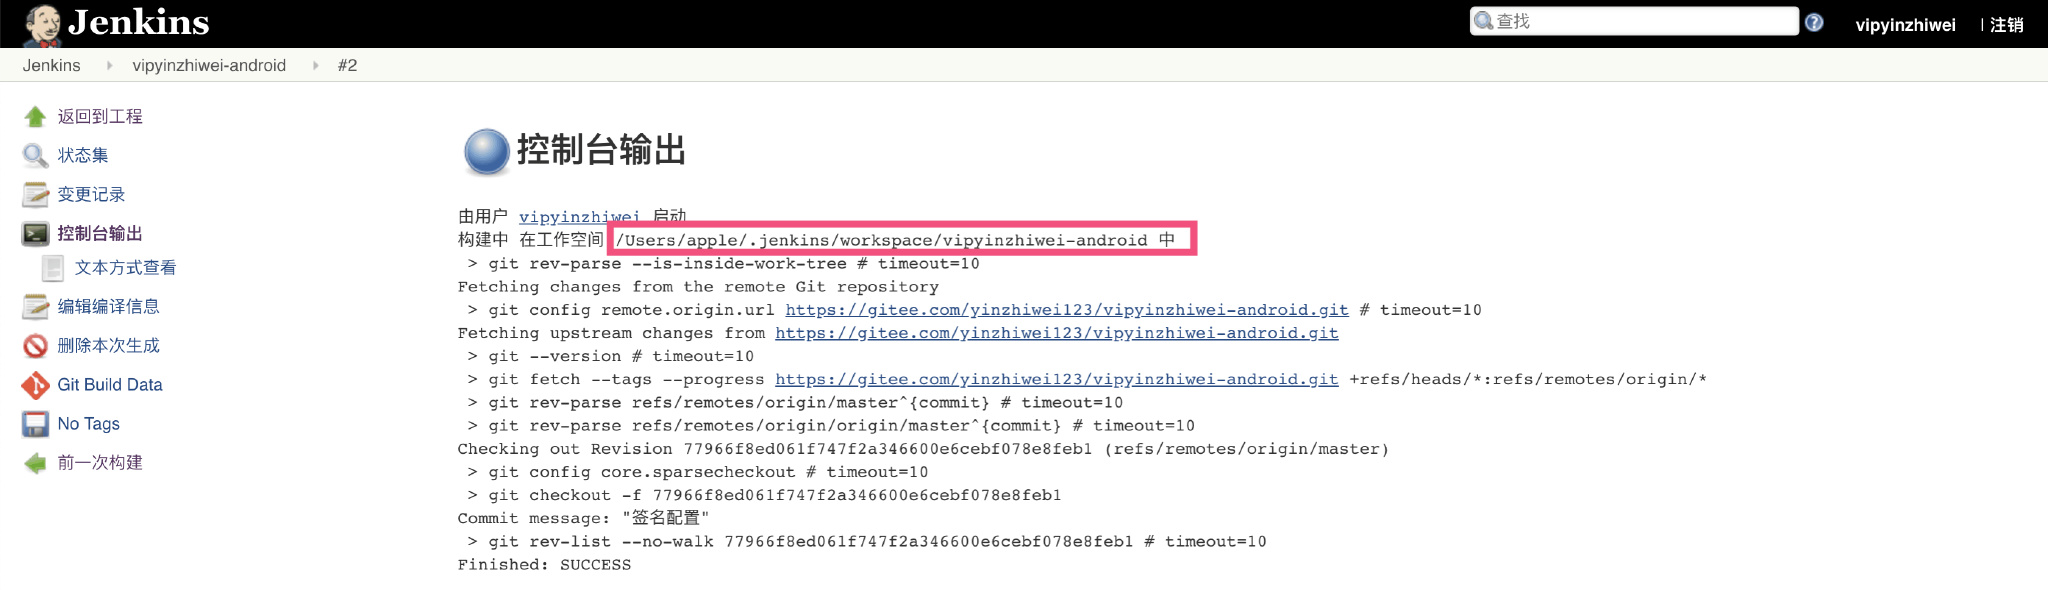 Jenkins
查找
vipyinzhiwei | 注销
Jenkins vipyinzhiwei-android #2
返回到工程
状态集
变更记录
控制台输出
文本方式查看
编辑编译信息
删除本次生成
Git Build Data
No Tags
前一次构建
控制台输出
由用户 vipyinzhiwei 启动
构建中 在工作空间 /Users/apple/.jenkins/workspace/vipyinzhiwei-android 中
> git rev-parse --is-inside-work-tree # timeout=10
Fetching changes from the remote Git repository
> git config remote.origin.url https://gitee.com/yinzhiwei123/vipyinzhiwei-android.git # timeout=10
Fetching upstream changes from https://gitee.com/yinzhiwei123/vipyinzhiwei-android.git
> git --version # timeout=10
> git fetch --tags --progress https://gitee.com/yinzhiwei123/vipyinzhiwei-android.git +refs/heads/*:refs/remotes/origin/*
> git rev-parse refs/remotes/origin/master^{commit} # timeout=10
> git rev-parse refs/remotes/origin/origin/master^{commit} # timeout=10
Checking out Revision 77966f8ed061f747f2a346600e6cebf078e8feb1 (refs/remotes/origin/master)
> git config core.sparsecheckout # timeout=10
> git checkout -f 77966f8ed061f747f2a346600e6cebf078e8feb1
Commit message: "签名配置"
> git rev-list --no-walk 77966f8ed061f747f2a346600e6cebf078e8feb1 # timeout=10
Finished: SUCCESS